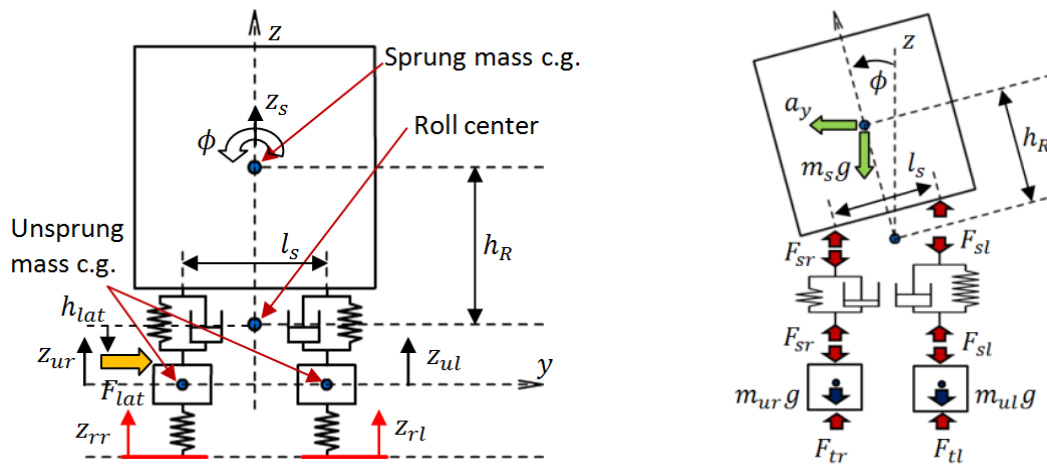 z
Sprung mass c.g.
z_s
ϕ
Roll center
Unsprung
mass c.g.
l_s
h_R
h_lat
z_ur
F_lat
z_ul
y
z_rr
z_rl
z
ϕ
a_y
m_s g
h_R
l_s
F_sr
F_sl
F_sr
F_sl
m_ur g
m_ul g
F_tr
F_tl